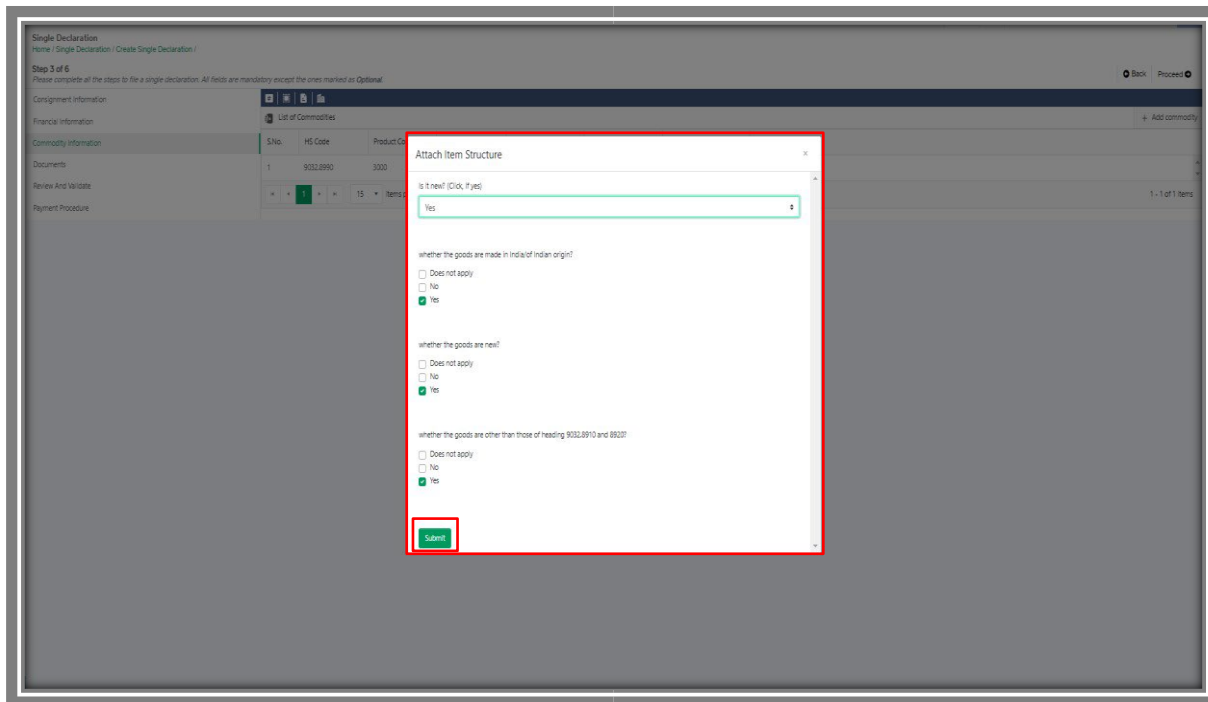 Single Declaration
Home / Single Declaration / Create Single Declaration /
Step 3 of 6
Please complete all the steps to file a single declaration. All fields are mandatory except the ones marked as Optional.
Back Proceed
Consignment Information
Financial Information
Commodity Information
Documents
Review And Validate
Payment Procedure
List of Commodities
+ Add commodity
S.No. HS Code Product Co
1 9032.8990 3000
1 15 Items p
1 - 1 of 1 items
Attach Item Structure ×
Is it new? (Click, if yes)
Yes
whether the goods are made in India/of Indian origin?
Does not apply
No
Yes
whether the goods are new?
Does not apply
No
Yes
whether the goods are other than those of heading 9032.8910 and 8920?
Does not apply
No
Yes
Submit